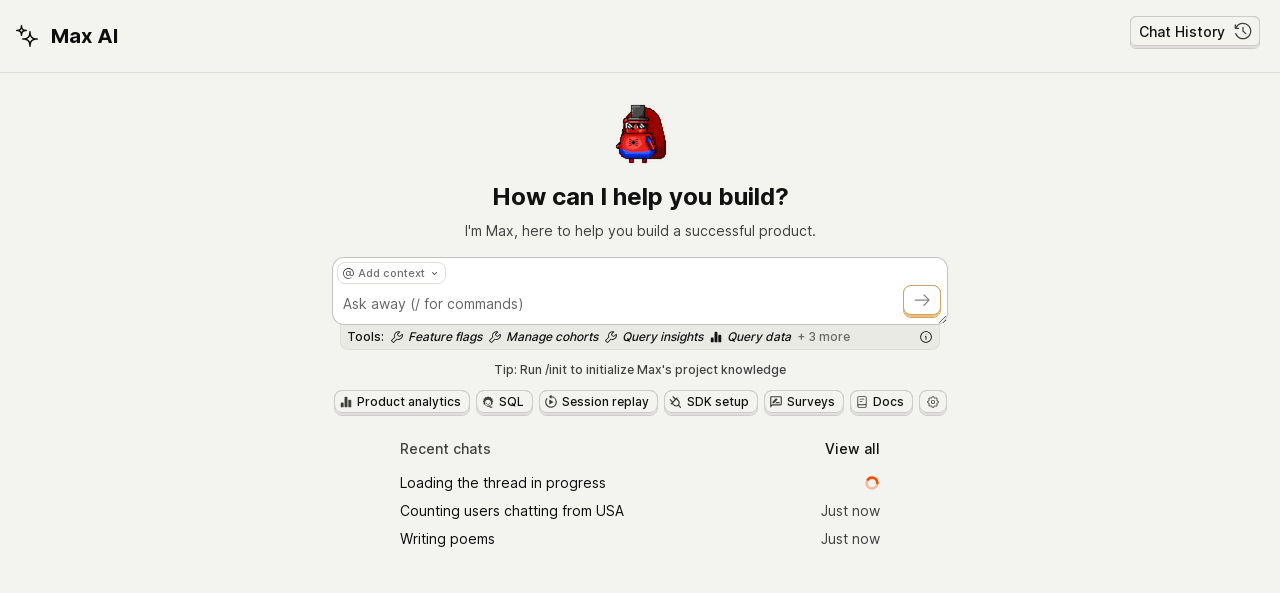 Max AI
Chat History
How can I help you build?
I'm Max, here to help you build a successful product.
@ Add context
Ask away (/ for commands)
Tools: Feature flags Manage cohorts Query insights Query data + 3 more
Tip: Run /init to initialize Max's project knowledge
Product analytics SQL Session replay SDK setup Surveys Docs
Recent chats View all
Loading the thread in progress
Counting users chatting from USA Just now
Writing poems Just now